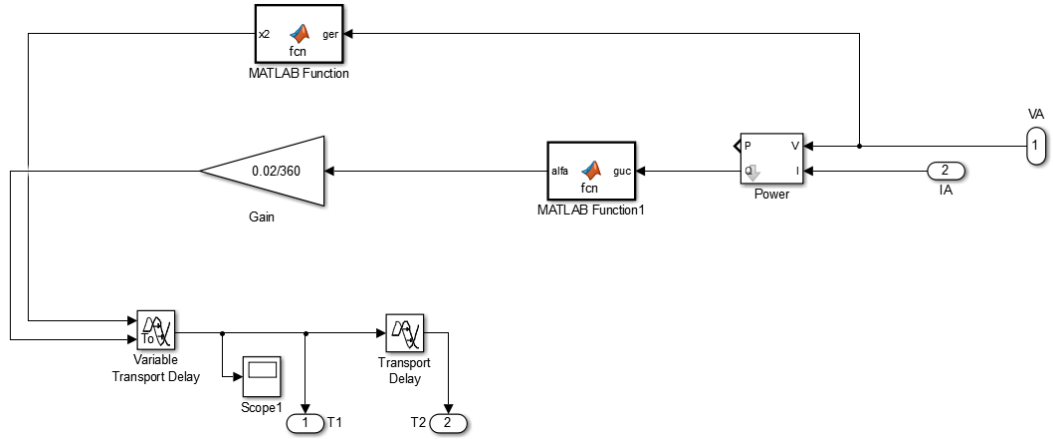 x2
ger
fcn
MATLAB Function
VA
1
P
V
Q
I
Power
2
IA
0.02/360
Gain
alfa
guc
fcn
MATLAB Function1
To
Variable
Transport Delay
Scope1
1
T1
Transport
Delay
T2
2